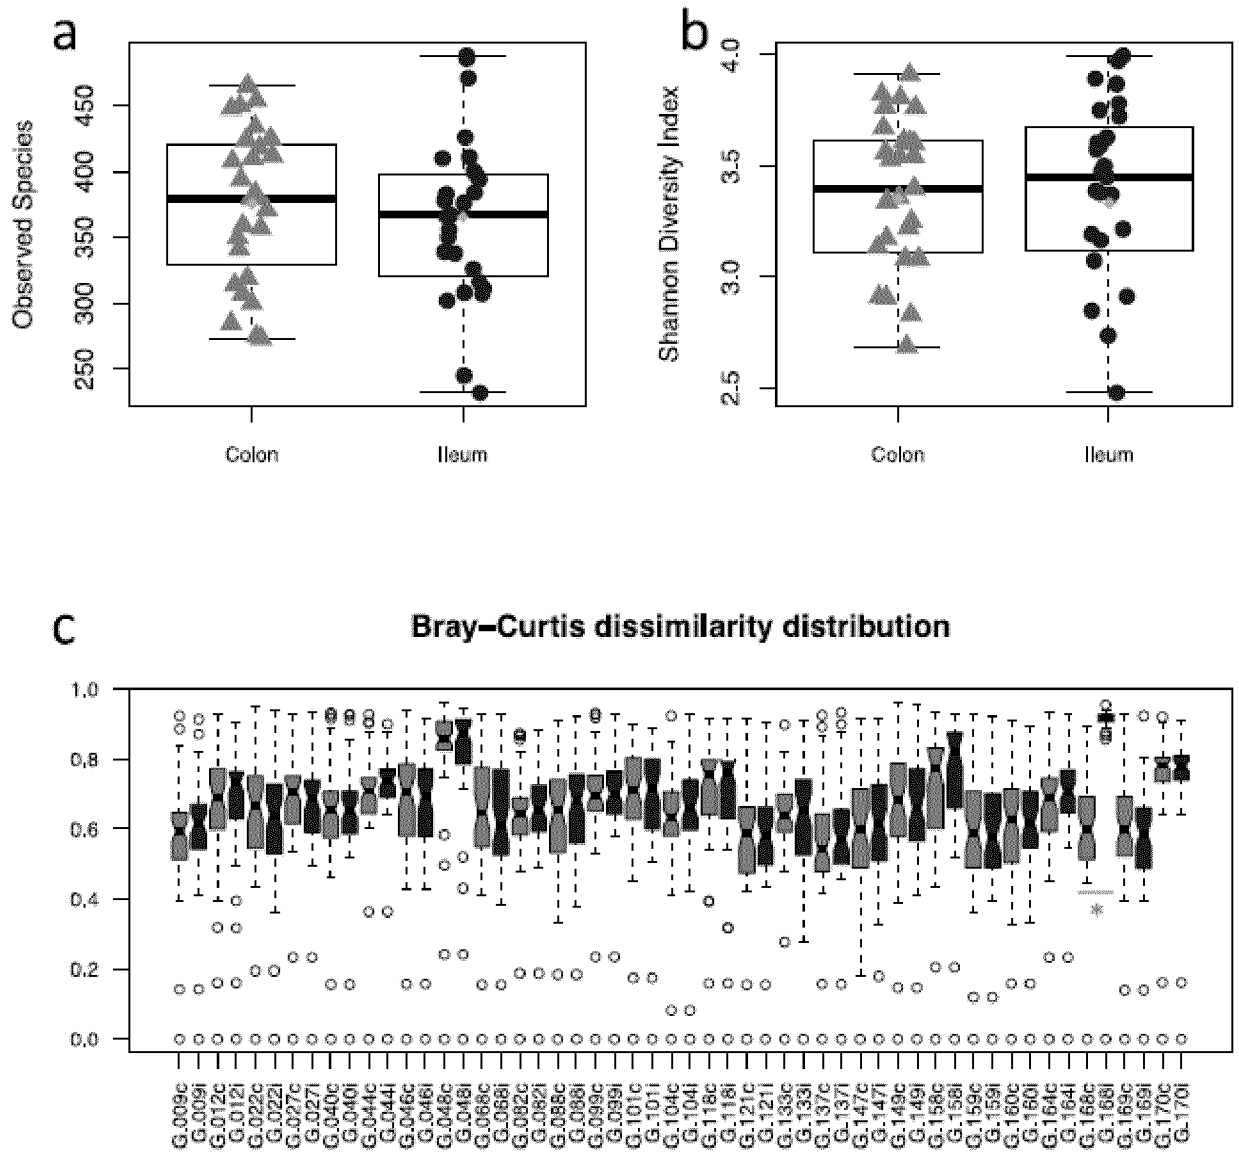 a
Observed Species
450
400
350
300
250
Colon
Ileum
b
Shannon Diversity Index
4.0
3.5
3.0
2.5
Colon
Ileum
c
Bray-Curtis dissimilarity distribution
1.0
0.8
0.6
0.4
0.2
0.0
*
G.009c
G.009i
G.012c
G.012i
G.022c
G.022i
G.027c
G.027i
G.040c
G.040i
G.044c
G.044i
G.046c
G.046i
G.048c
G.048i
G.068c
G.068i
G.082c
G.082i
G.088c
G.088i
G.099c
G.099i
G.101c
G.101i
G.104c
G.104i
G.118c
G.118i
G.121c
G.121i
G.133c
G.133i
G.137c
G.137i
G.147c
G.147i
G.149c
G.149i
G.158c
G.158i
G.159c
G.159i
G.160c
G.160i
G.164c
G.164i
G.168c
G.168i
G.169c
G.169i
G.170c
G.170i